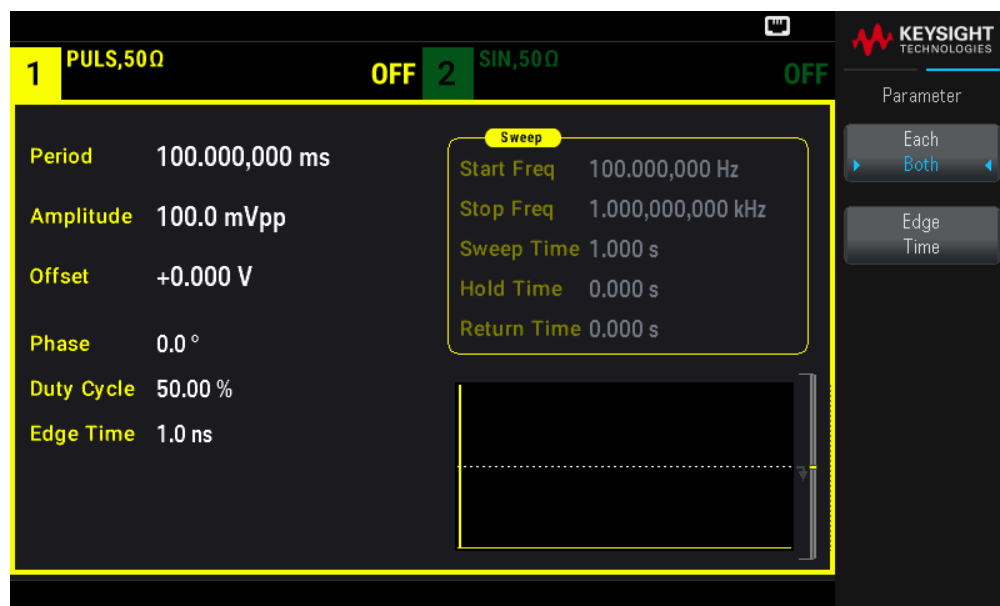 1 PULS,50Ω OFF 2 SIN,50Ω OFF
KEYSIGHT
TECHNOLOGIES
Parameter
Each
Both
Edge
Time
Period 100.000,000 ms
Amplitude 100.0 mVpp
Offset +0.000 V
Phase 0.0 °
Duty Cycle 50.00 %
Edge Time 1.0 ns
Sweep
Start Freq 100.000,000 Hz
Stop Freq 1.000,000,000 kHz
Sweep Time 1.000 s
Hold Time 0.000 s
Return Time 0.000 s